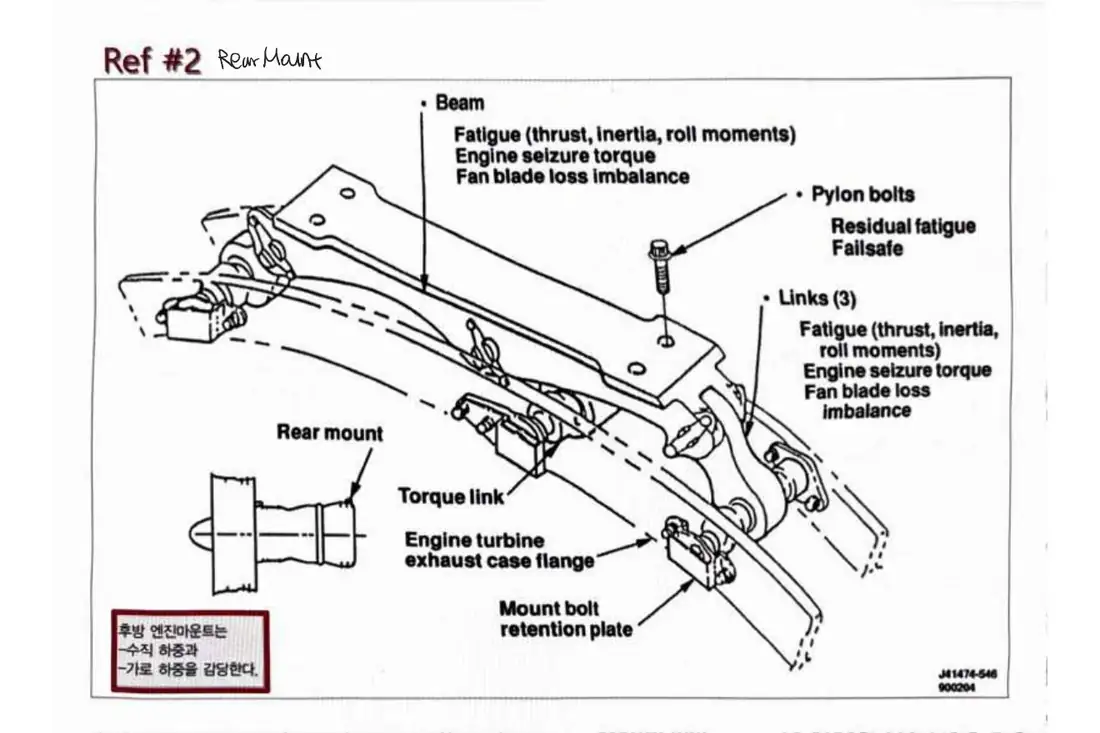 Ref #2 Rear Mount
• Beam
Fatigue (thrust, inertia, roll moments)
Engine seizure torque
Fan blade loss imbalance
• Pylon bolts
Residual fatigue
Failsafe
• Links (3)
Fatigue (thrust, inertia,
roll moments)
Engine seizure torque
Fan blade loss
imbalance
Rear mount
Torque link
Engine turbine
exhaust case flange
Mount bolt
retention plate
후방 엔진마운트는
-수직 하중과
-가로 하중을 감당한다.
J41474-546
900204